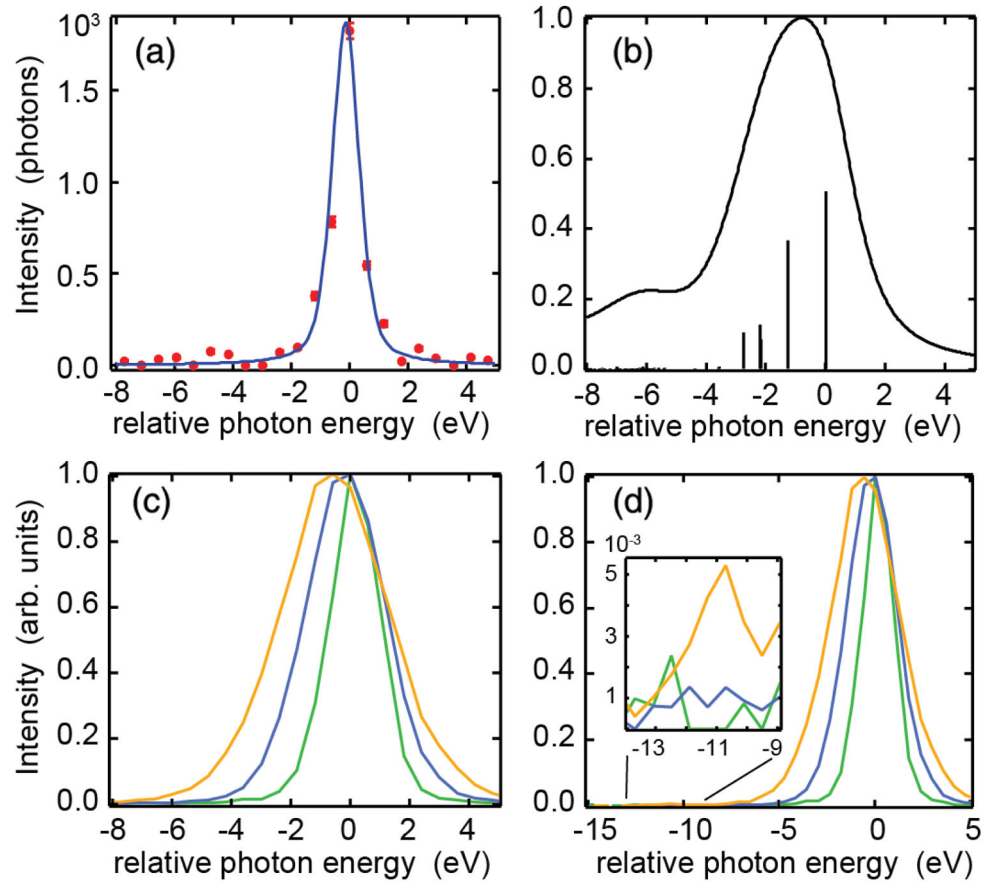 10³
(a)
1.5
1.0
0.5
0.0
-8 -6 -4 -2 0 2 4
relative photon energy (eV)
Intensity (photons)
(b)
1.0
0.8
0.6
0.4
0.2
0.0
-8 -6 -4 -2 0 2 4
relative photon energy (eV)
(c)
1.0
0.8
0.6
0.4
0.2
0.0
-8 -6 -4 -2 0 2 4
relative photon energy (eV)
Intensity (arb. units)
(d)
1.0
0.8
0.6
0.4
0.2
0.0
10⁻³
5
3
1
-13 -11 -9
-15 -10 -5 0 5
relative photon energy (eV)